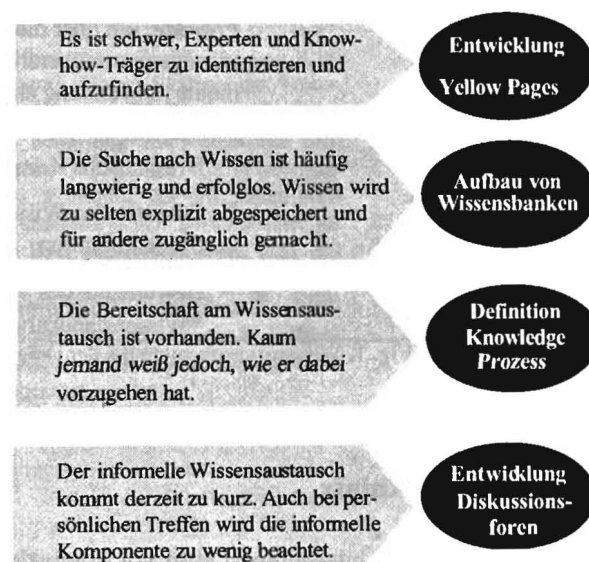 Es ist schwer, Experten und Know-
how-Träger zu identifizieren und
aufzufinden.
Entwicklung
Yellow Pages
Die Suche nach Wissen ist häufig
langwierig und erfolglos. Wissen wird
zu selten explizit abgespeichert und
für andere zugänglich gemacht.
Aufbau von
Wissensbanken
Die Bereitschaft am Wissensaus-
tausch ist vorhanden. Kaum
jemand weiß jedoch, wie er dabei
vorzugehen hat.
Definition
Knowledge
Prozess
Der informelle Wissensaustausch
kommt derzeit zu kurz. Auch bei per-
sönlichen Treffen wird die informelle
Komponente zu wenig beachtet.
Entwicklung
Diskussions-
foren